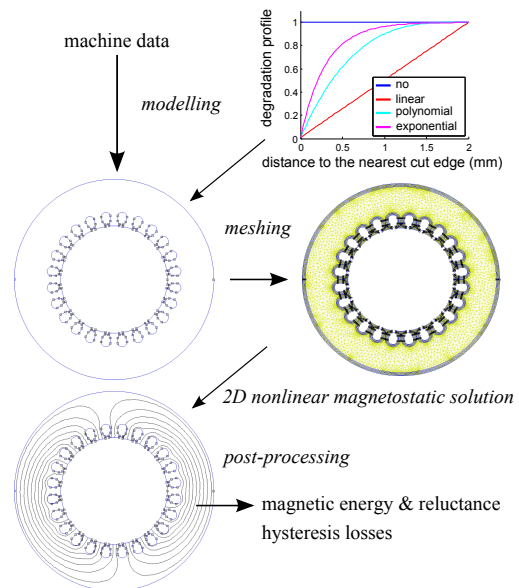 machine data
modelling
degradation profile
1
0.8
0.6
0.4
0.2
0
0 0.5 1.0 1.5 2
no
linear
polynomial
exponential
distance to the nearest cut edge (mm)
meshing
2D nonlinear magnetostatic solution
post-processing
magnetic energy & reluctance
hysteresis losses